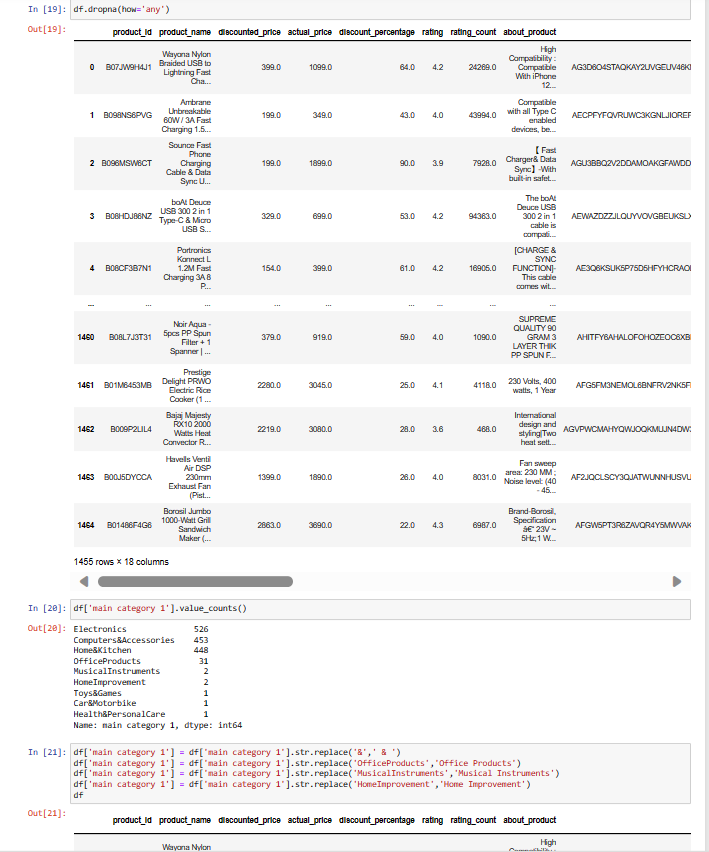 In [19]: df.dropna(how='any')
Out[19]:
product_id product_name discounted_price actual_price discount_percentage rating rating_count about_product
0 B07JW9H4J1 Wayona Nylon Braided USB to Lightning Fast Cha... 399.0 1099.0 64.0 4.2 24269.0 High Compatibility : Compatible With iPhone 12... AG3D6O4STAQKAY2UVGEUV46K
1 B098NS6PVG Ambrane Unbreakable 60W / 3A Fast Charging 1.5... 199.0 349.0 43.0 4.0 43994.0 Compatible with all Type C enabled devices, be... AECPFYFQVRUWC3KGNLJIOREF
2 B096MSW6CT Sounce Fast Phone Charging Cable & Data Sync U... 199.0 1899.0 90.0 3.9 7928.0 【 Fast Charger& Data Sync】-With built-in safet... AGU3BBQ2V2DDAMOAKGFAWDD
3 B08HDJ86NZ boAt Deuce USB 300 2 in 1 Type-C & Micro USB S... 329.0 699.0 53.0 4.2 94363.0 The boAt Deuce USB 300 2 in 1 cable is compati... AEWAZDZZJLQUYVOVGBEUKSL
4 B08CF3B7N1 Portronics Konnect L 1.2M Fast Charging 3A 8 P... 154.0 399.0 61.0 4.2 16905.0 [CHARGE & SYNC FUNCTION]- This cable comes wit... AE3Q6KSUK5P75D5HFYHCRAO
... ... ... ... ... ... ... ... ...
1460 B08L7J3T31 Noir Aqua - 5pcs PP Spun Filter + 1 Spanner | ... 379.0 919.0 59.0 4.0 1090.0 SUPREME QUALITY 90 GRAM 3 LAYER THIK PP SPUN F... AHITFY6AHALOFOHOZEOC6XB
1461 B01M6453MB Prestige Delight PRWO Electric Rice Cooker (1 ... 2280.0 3045.0 25.0 4.1 4118.0 230 Volts, 400 watts, 1 Year AFG5FM3NEMOL6BNFRV2NK5F
1462 B009P2LIL4 Bajaj Majesty RX10 2000 Watts Heat Convector R... 2219.0 3080.0 28.0 3.6 468.0 International design and styling|Two heat sett... AGVPWCMAHYQWJOQKMUJN4DW
1463 B00J5DYCCA Havells Ventil Air DSP 230mm Exhaust Fan (Pist... 1399.0 1890.0 26.0 4.0 8031.0 Fan sweep area: 230 MM ; Noise level: (40 - 45... AF2JQCLSCY3QJATWUNNHUSVU
1464 B01486F4G6 Borosil Jumbo 1000-Watt Grill Sandwich Maker (... 2863.0 3690.0 22.0 4.3 6987.0 Brand-Borosil, Specification â€" 23V ~ 5Hz;1 W... AFGW5PT3R6ZAVQR4Y5MWVAK
1455 rows × 18 columns
In [20]: df['main category 1'].value_counts()
Out[20]: Electronics 526
Computers&Accessories 453
Home&Kitchen 448
OfficeProducts 31
MusicalInstruments 2
HomeImprovement 2
Toys&Games 1
Car&Motorbike 1
Health&PersonalCare 1
Name: main category 1, dtype: int64
In [21]: df['main category 1'] = df['main category 1'].str.replace('&',' & ')
df['main category 1'] = df['main category 1'].str.replace('OfficeProducts','Office Products')
df['main category 1'] = df['main category 1'].str.replace('MusicalInstruments','Musical Instruments')
df['main category 1'] = df['main category 1'].str.replace('HomeImprovement','Home Improvement')
df
Out[21]:
product_id product_name discounted_price actual_price discount_percentage rating rating_count about_product
High
Wayona Nylon